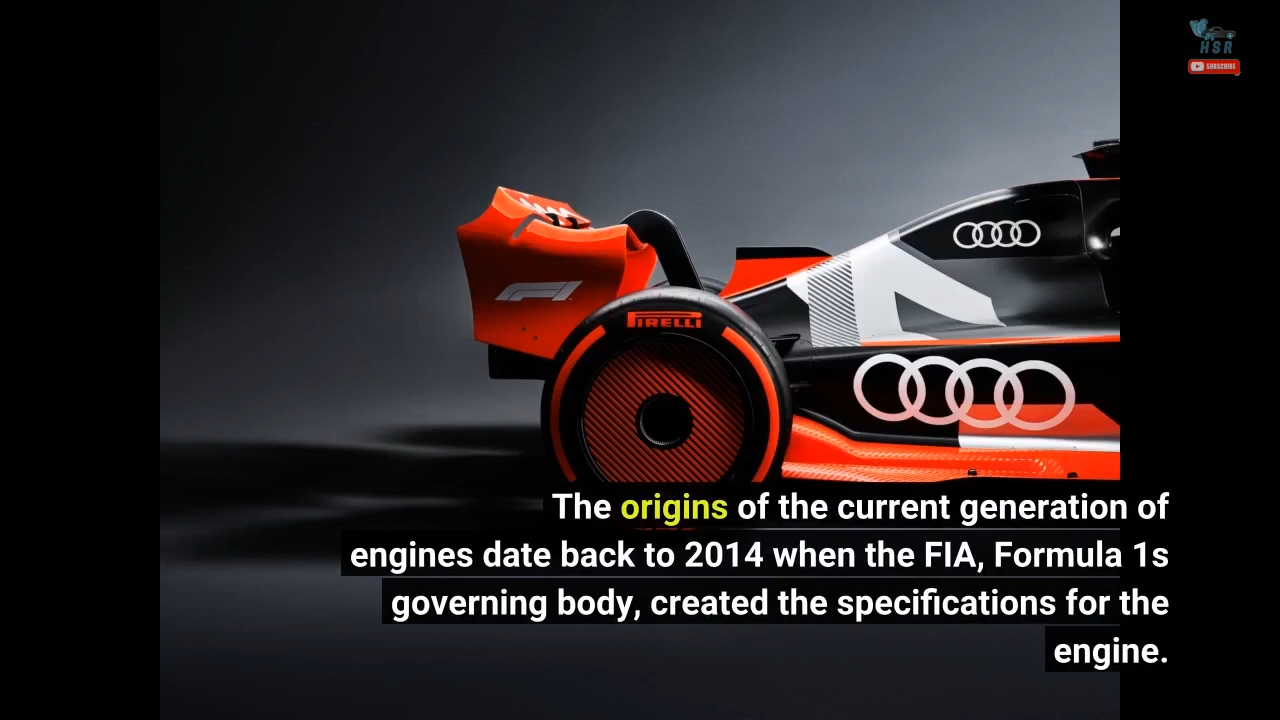 HSR
SUBSCRIBE
PIRELLI
F1
The origins of the current generation of
engines date back to 2014 when the FIA, Formula 1s
governing body, created the specifications for the
engine.